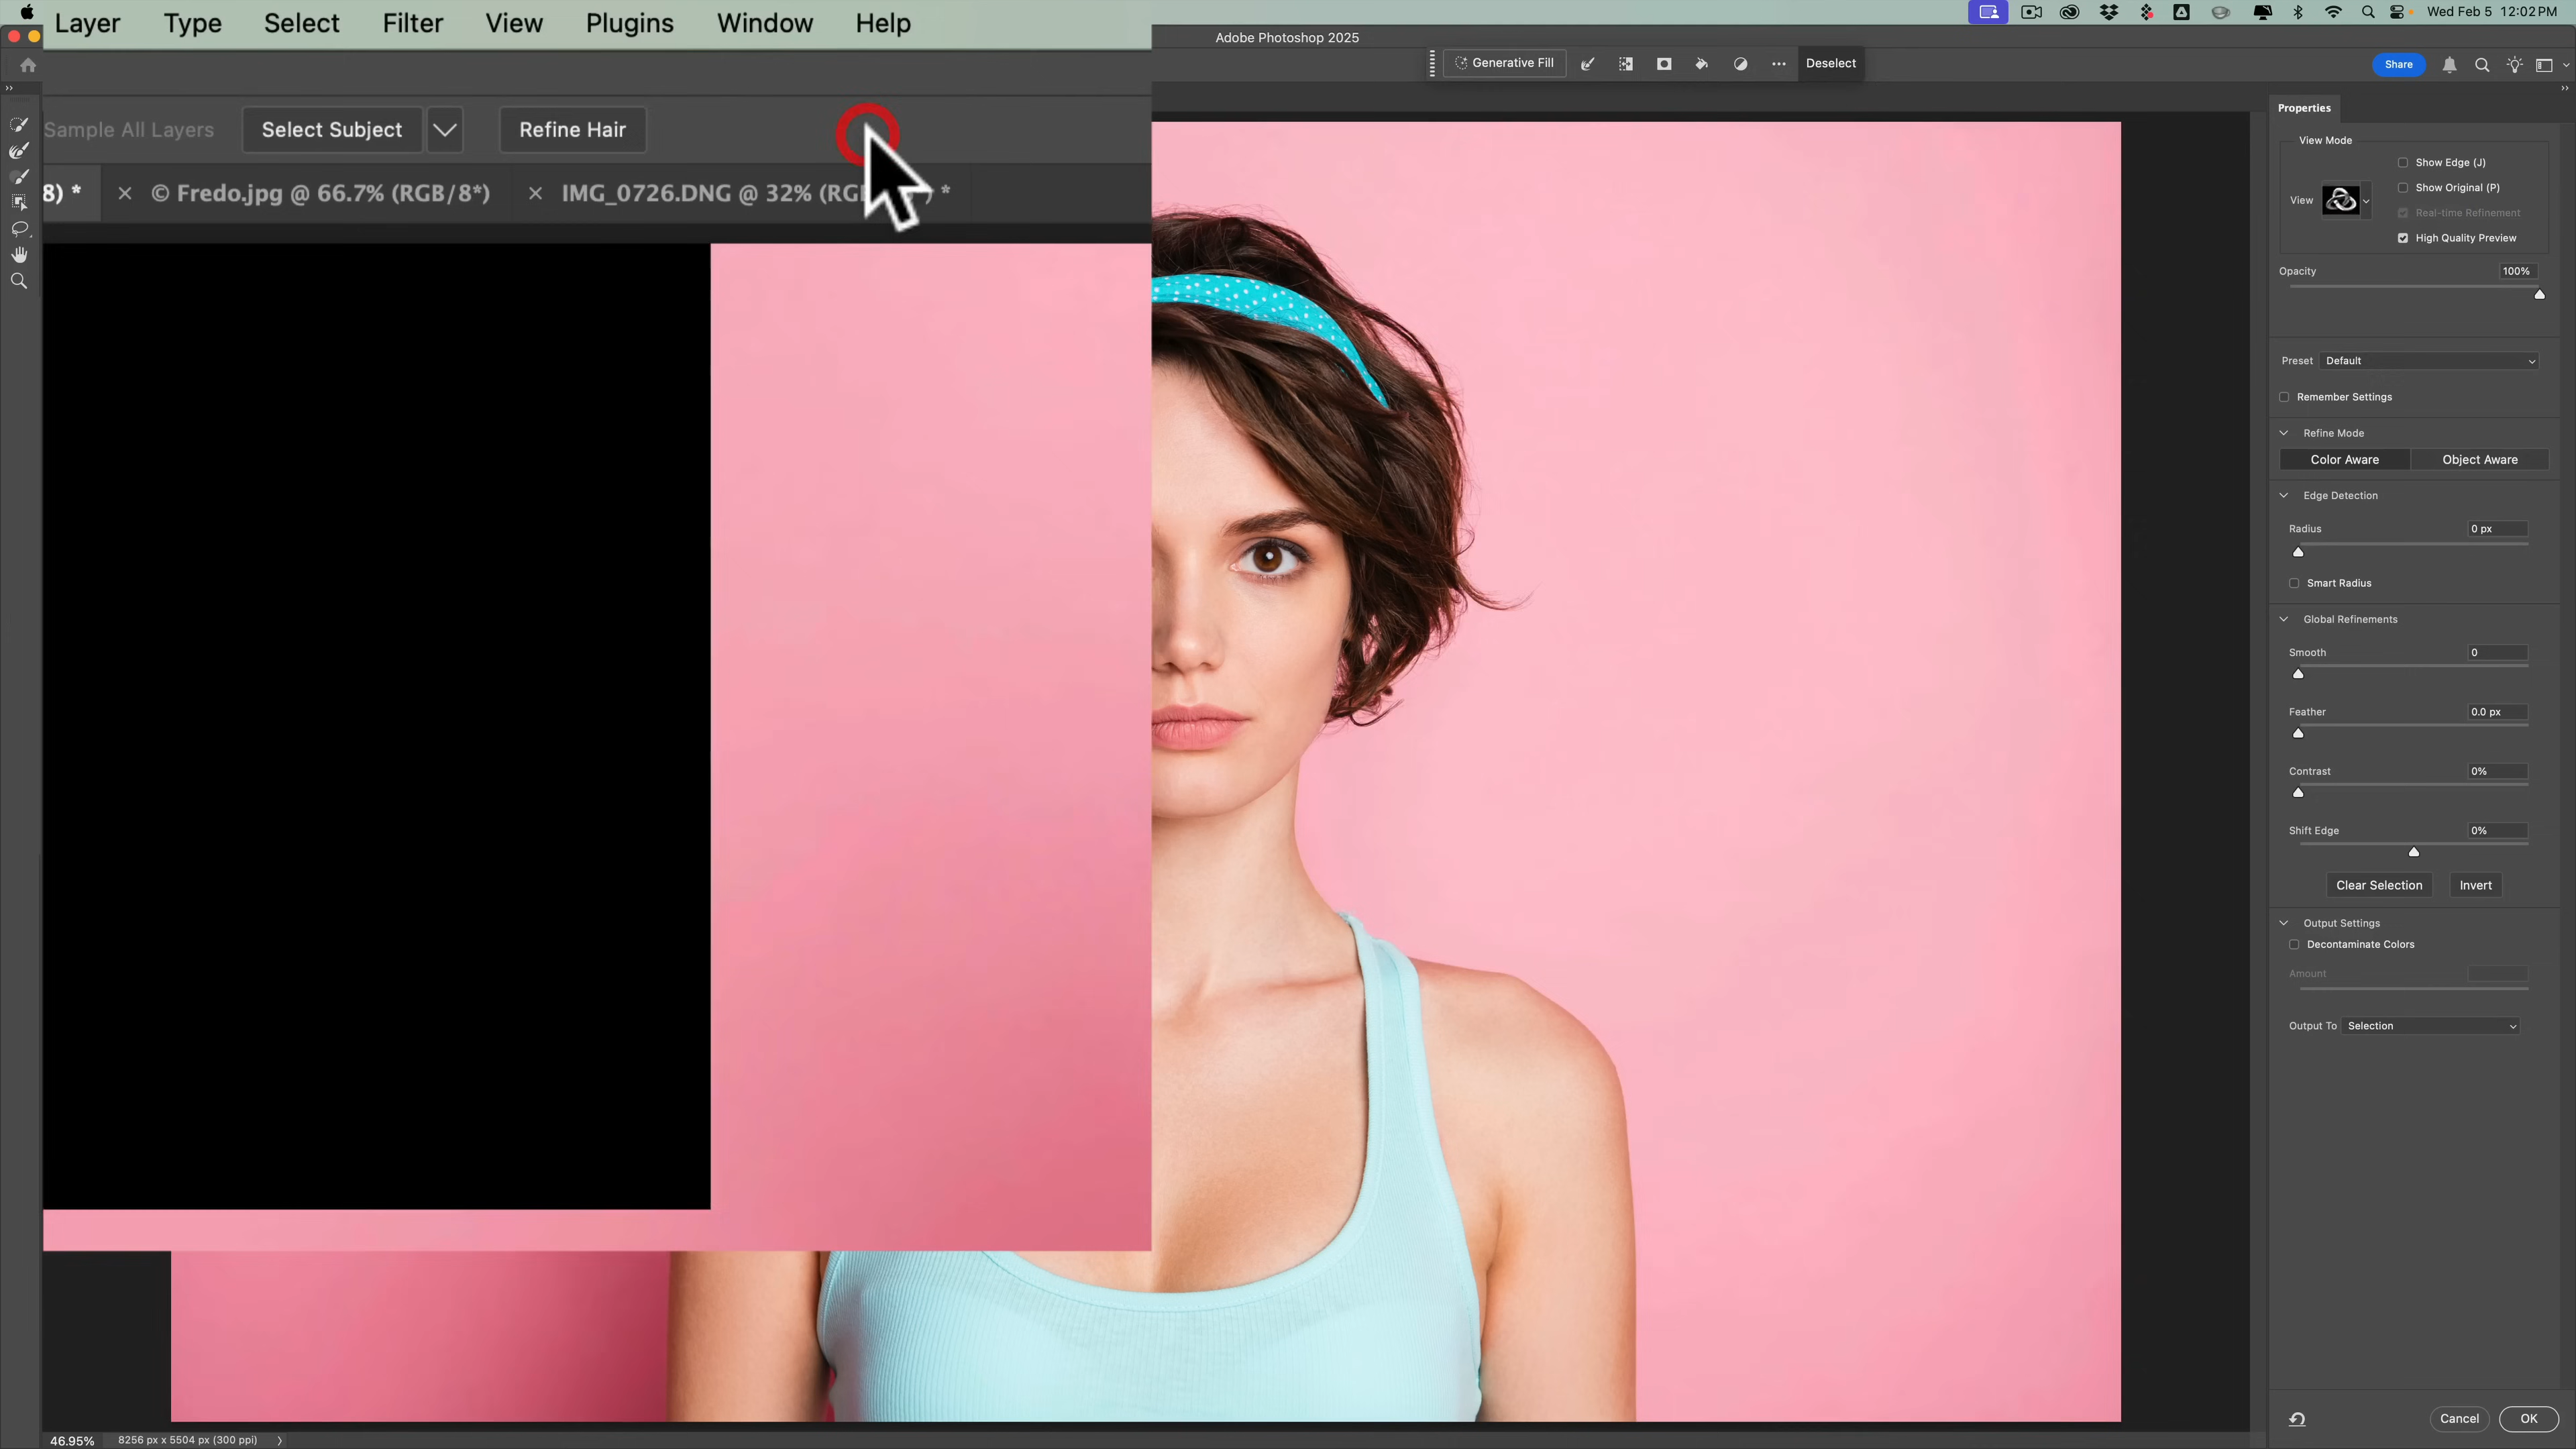 Layer Type Select Filter View Plugins Window Help
Wed Feb 5 12:02 PM
Adobe Photoshop 2025
Generative Fill
Deselect
Share
Sample All Layers
Select Subject
Refine Hair
8) *
× © Fredo.jpg @ 66.7% (RGB/8*)
× IMG_0726.DNG @ 32% (RG
) *
Properties
View Mode
View
Show Edge (J)
Show Original (P)
Real-time Refinement
High Quality Preview
Opacity 100%
Preset Default
Remember Settings
Refine Mode
Color Aware Object Aware
Edge Detection
Radius 0 px
Smart Radius
Global Refinements
Smooth 0
Feather 0.0 px
Contrast 0%
Shift Edge 0%
Clear Selection Invert
Output Settings
Decontaminate Colors
Amount
Output To Selection
Cancel OK
46.95% 8256 px x 5504 px (300 ppi)